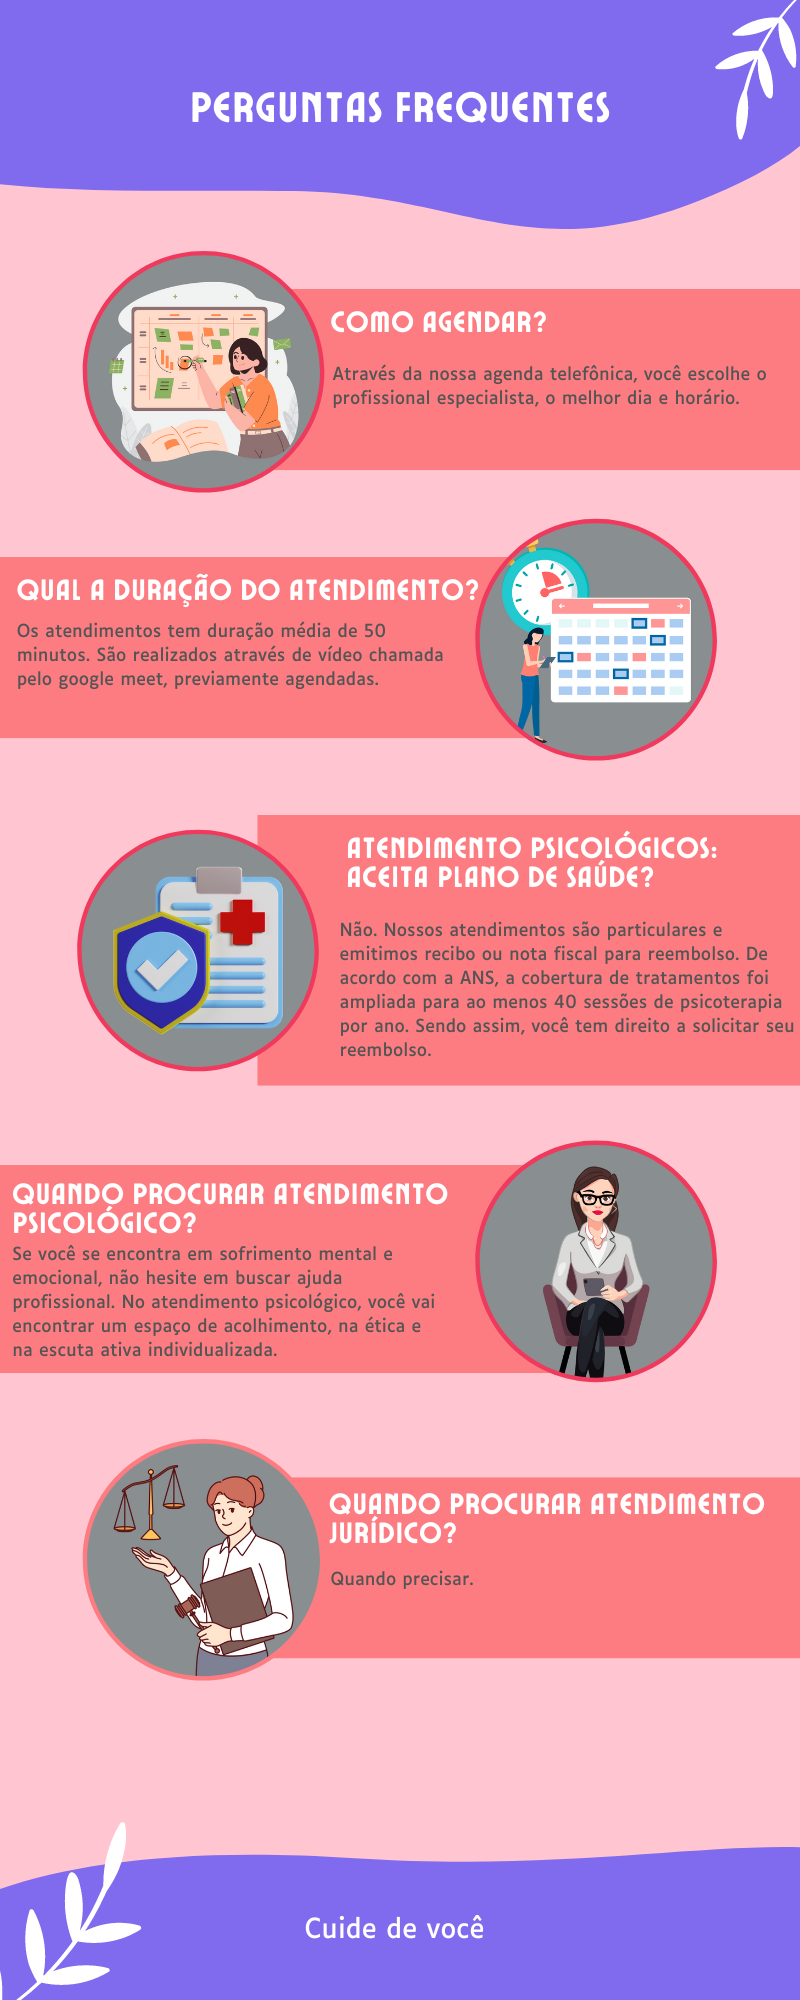 PERGUNTAS FREQUENTES
COMO AGENDAR?
Através da nossa agenda telefônica, você escolhe o
profissional especialista, o melhor dia e horário.
QUAL A DURAÇÃO DO ATENDIMENTO?
Os atendimentos tem duração média de 50
minutos. São realizados através de vídeo chamada
pelo google meet, previamente agendadas.
ATENDIMENTO PSICOLÓGICOS:
ACEITA PLANO DE SAÚDE?
Não. Nossos atendimentos são particulares e
emitimos recibo ou nota fiscal para reembolso. De
acordo com a ANS, a cobertura de tratamentos foi
ampliada para ao menos 40 sessões de psicoterapia
por ano. Sendo assim, você tem direito a solicitar seu
reembolso.
QUANDO PROCURAR ATENDIMENTO
PSICOLÓGICO?
Se você se encontra em sofrimento mental e
emocional, não hesite em buscar ajuda
profissional. No atendimento psicológico, você vai
encontrar um espaço de acolhimento, na ética e
na escuta ativa individualizada.
QUANDO PROCURAR ATENDIMENTO
JURÍDICO?
Quando precisar.
Cuide de você